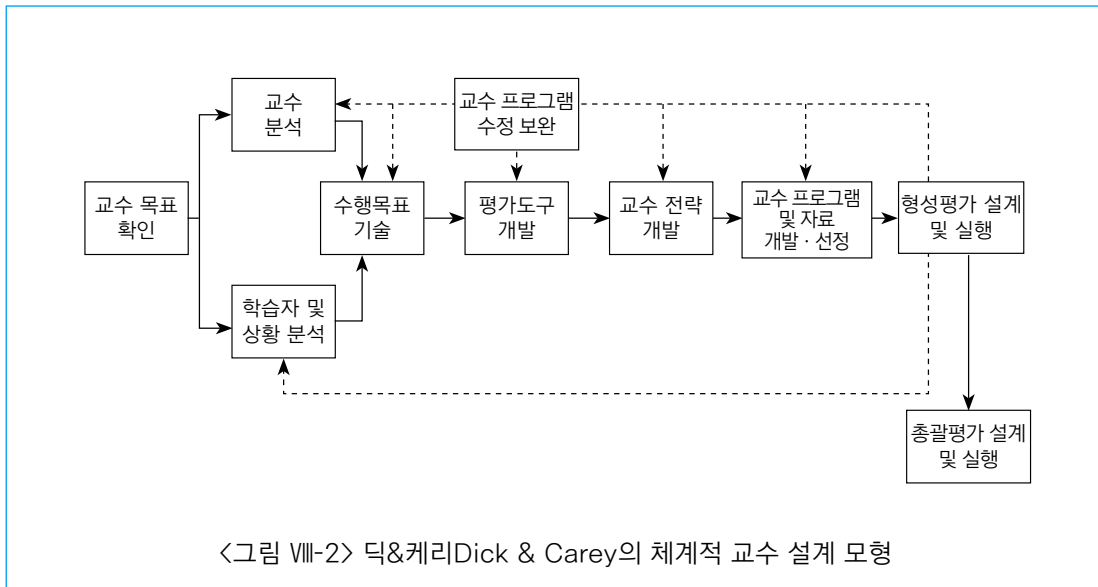 교수
분석
교수 프로그램
수정 보완
교수 목표
확인
수행목표
기술
평가도구
개발
교수 전략
개발
교수 프로그램
및 자료
개발·선정
형성평가 설계
및 실행
학습자 및
상황 분석
총괄평가 설계
및 실행
<그림 Ⅷ-2> 딕&케리Dick & Carey의 체계적 교수 설계 모형